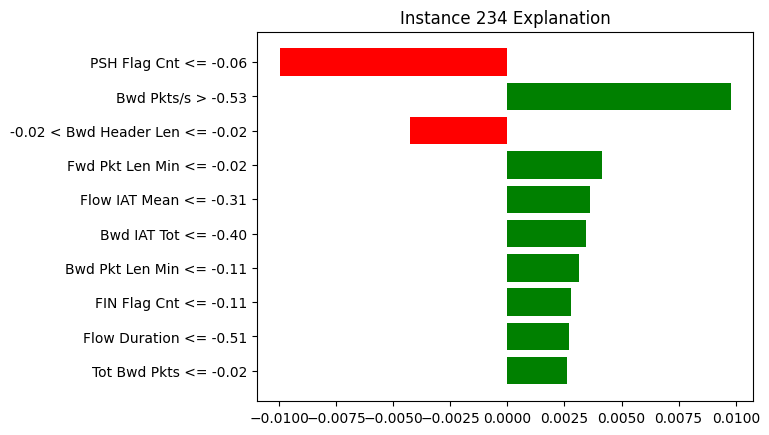 Instance 234 Explanation
PSH Flag Cnt <= -0.06
Bwd Pkts/s > -0.53
-0.02 < Bwd Header Len <= -0.02
Fwd Pkt Len Min <= -0.02
Flow IAT Mean <= -0.31
Bwd IAT Tot <= -0.40
Bwd Pkt Len Min <= -0.11
FIN Flag Cnt <= -0.11
Flow Duration <= -0.51
Tot Bwd Pkts <= -0.02
−0.0100 −0.0075 −0.0050 −0.0025 0.0000 0.0025 0.0050 0.0075 0.0100